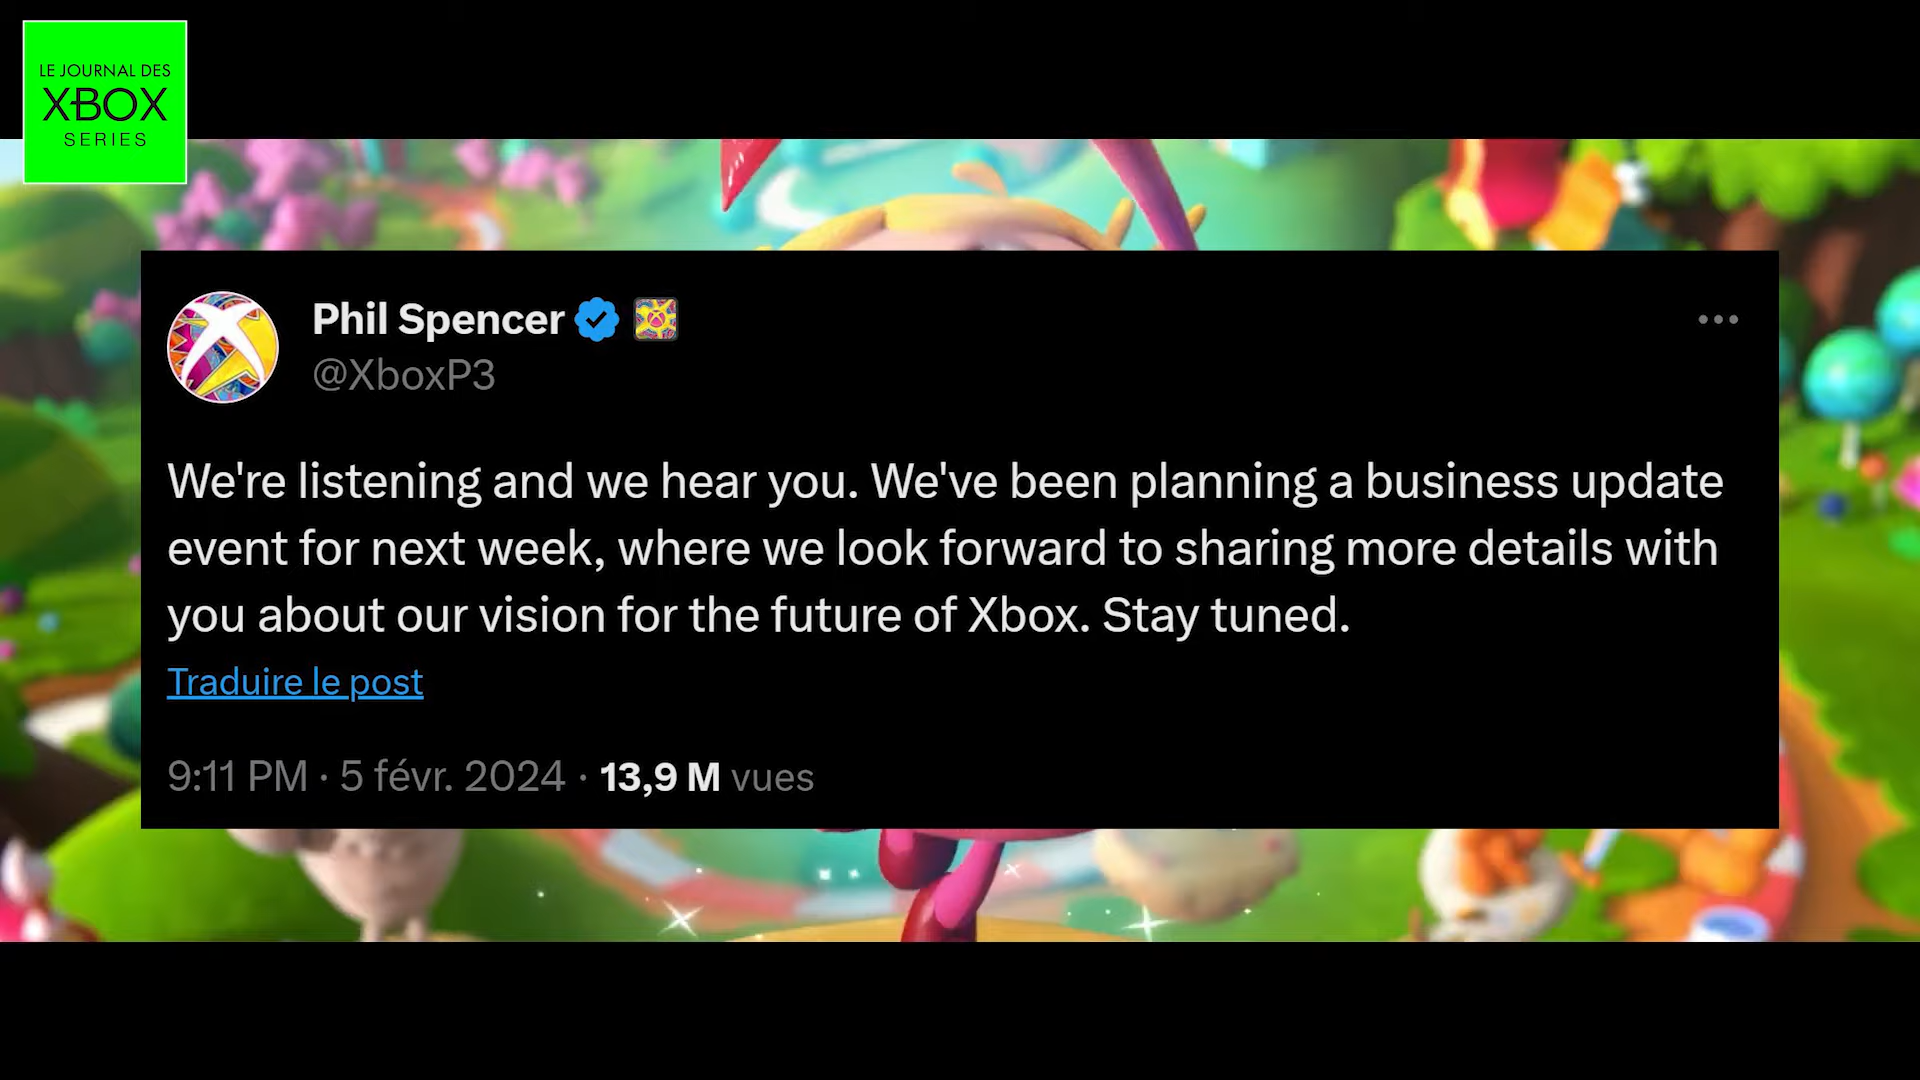 LE JOURNAL DES
XBOX
SERIES
Phil Spencer
@XboxP3
We're listening and we hear you. We've been planning a business update
event for next week, where we look forward to sharing more details with
you about our vision for the future of Xbox. Stay tuned.
Traduire le post
9:11 PM · 5 févr. 2024 · 13,9 M vues